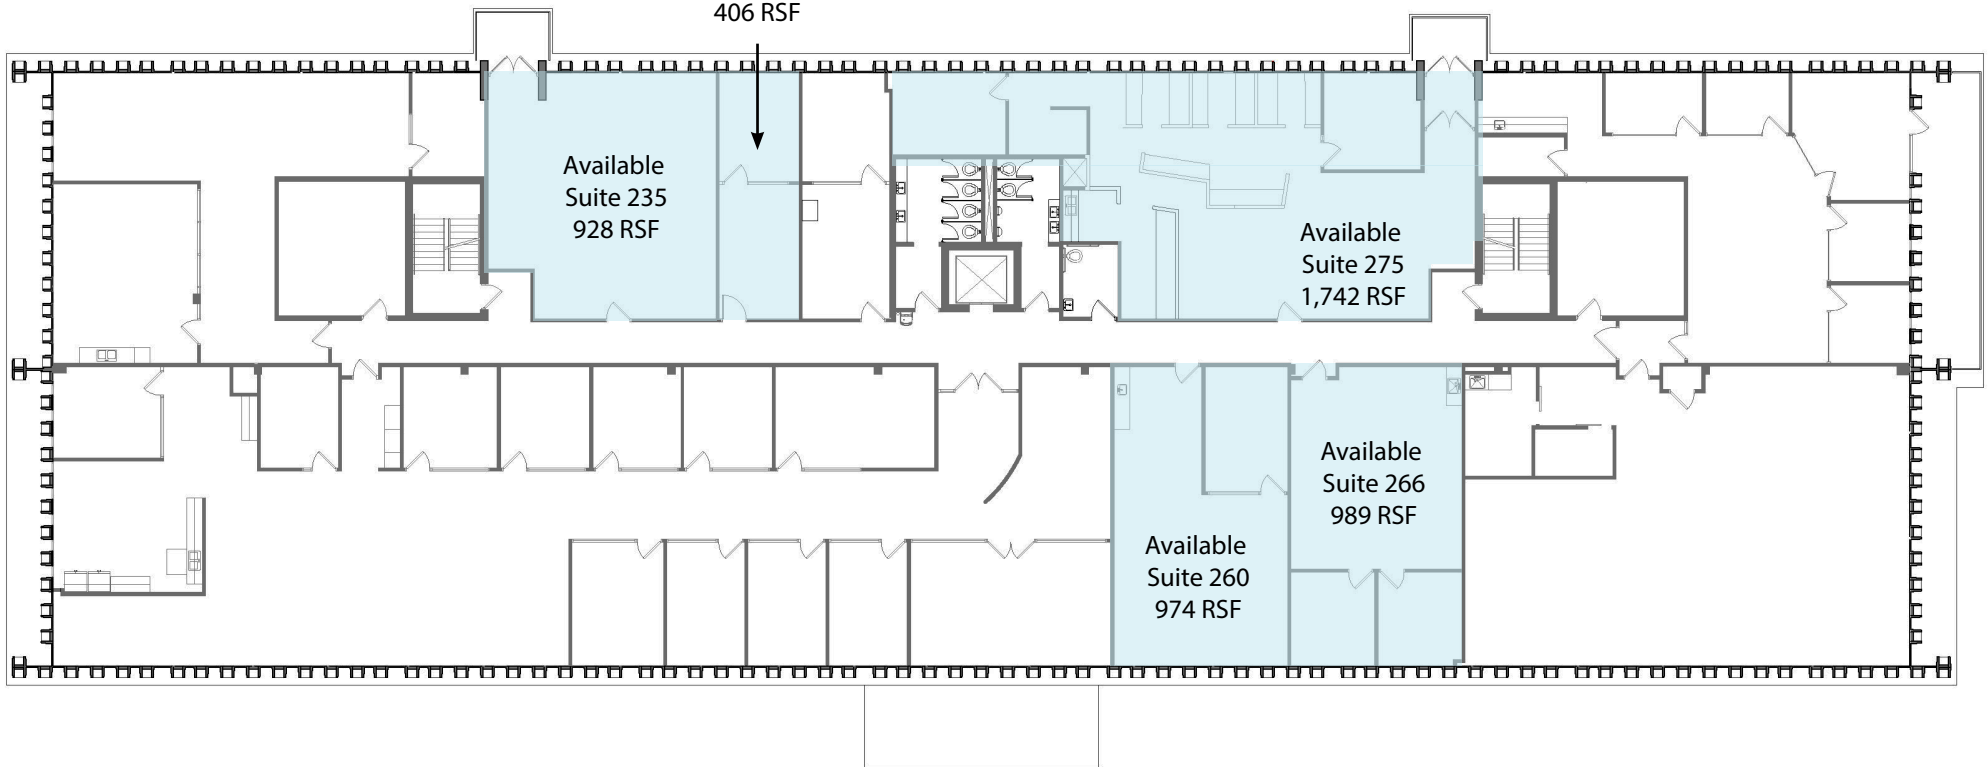 406 RSF
Available
Suite 235
928 RSF
Available
Suite 275
1,742 RSF
Available
Suite 266
989 RSF
Available
Suite 260
974 RSF